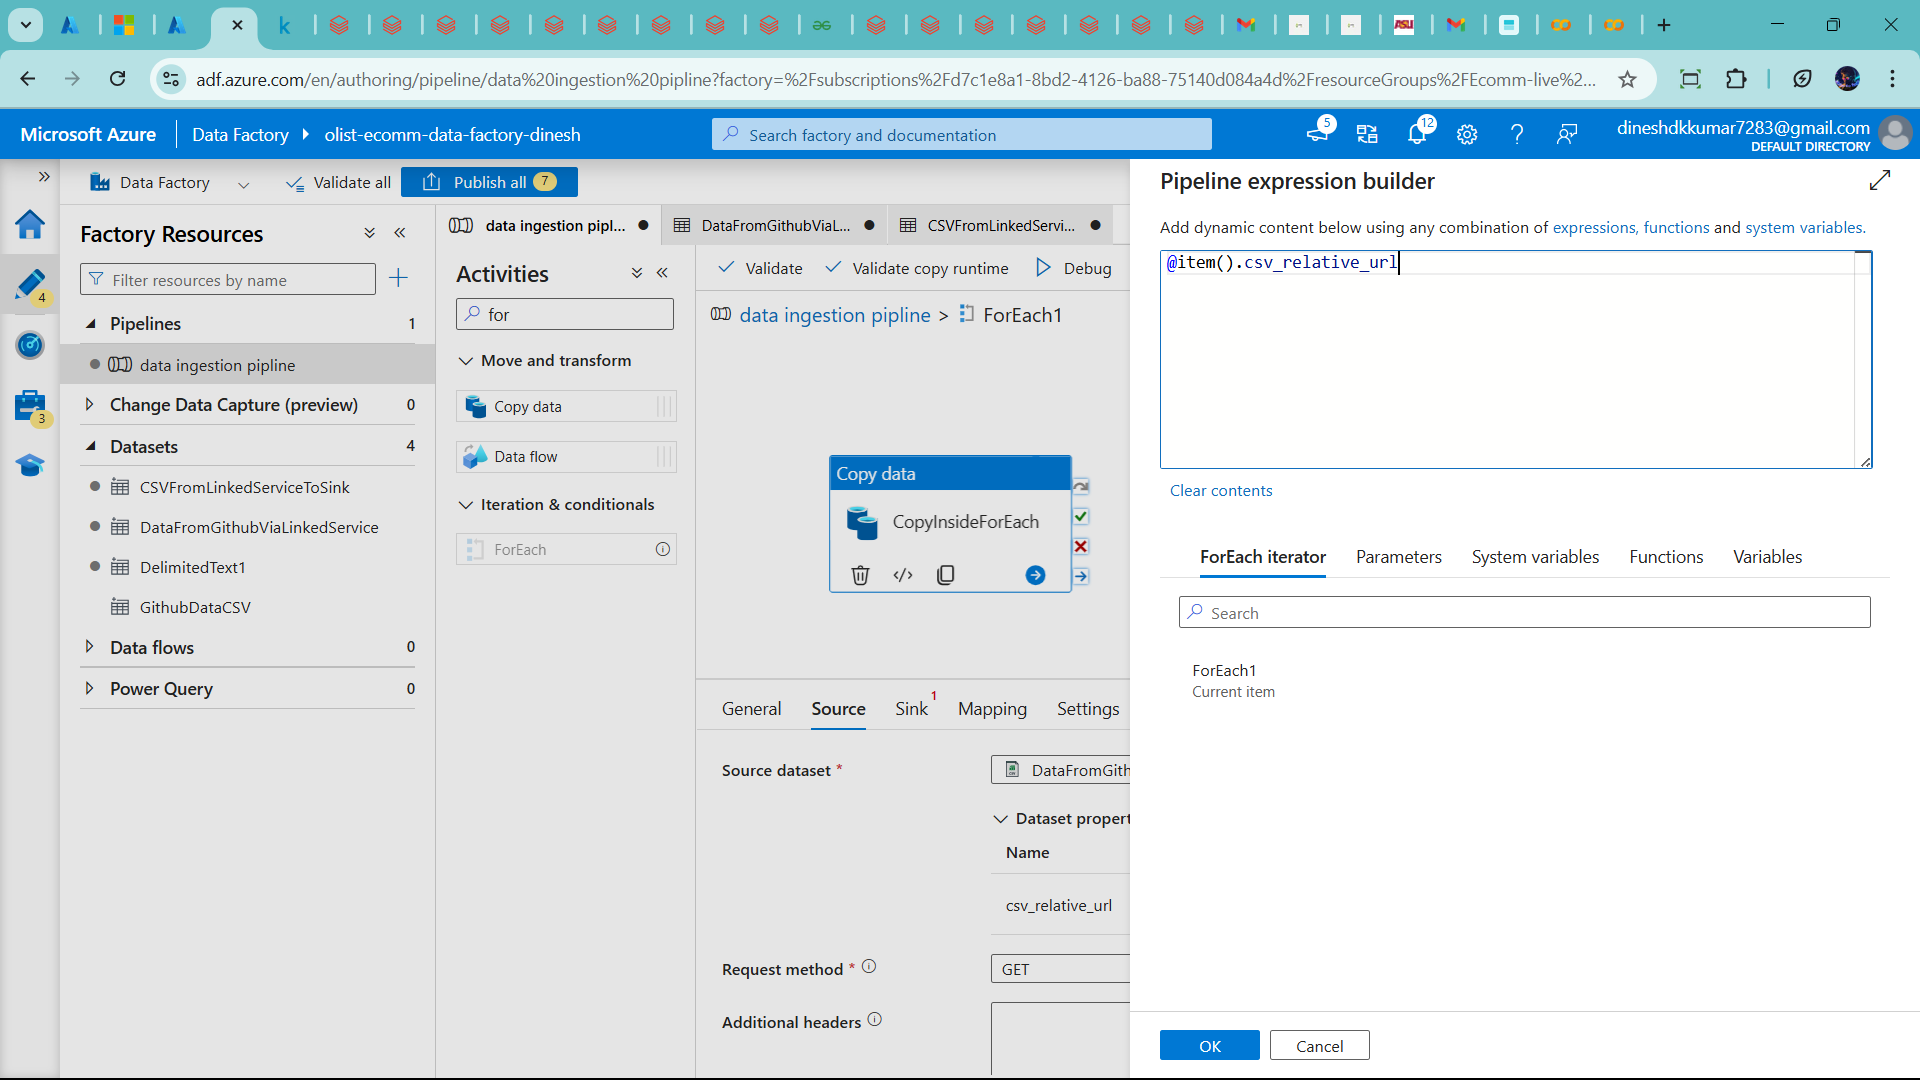 adf.azure.com/en/authoring/pipeline/data%20ingestion%20pipline?factory=%2Fsubscriptions%2Fd7c1e8a1-8bd2-4126-ba88-75140d084a4d%2FresourceGroups%2FEcomm-live%2...
Microsoft Azure
Data Factory
olist-ecomm-data-factory-dinesh
Search factory and documentation
5
12
dineshdkkumar7283@gmail.com
DEFAULT DIRECTORY
4
3
Data Factory
Validate all
Publish all
7
Factory Resources
Filter resources by name
Pipelines
1
data ingestion pipline
Change Data Capture (preview)
0
Datasets
4
CSVFromLinkedServiceToSink
DataFromGithubViaLinkedService
DelimitedText1
GithubDataCSV
Data flows
0
Power Query
0
data ingestion pipl...
DataFromGithubViaL...
CSVFromLinkedServi...
Activities
for
Move and transform
Copy data
Data flow
Iteration & conditionals
ForEach
Validate
Validate copy runtime
Debug
data ingestion pipline > ForEach1
Copy data
CopyInsideForEach
General
Source
Sink
1
Mapping
Settings
Source dataset *
DataFromGith
Dataset propert
Name
csv_relative_url
Request method *
GET
Additional headers
Pipeline expression builder
Add dynamic content below using any combination of expressions, functions and system variables.
@item().csv_relative_url
Clear contents
ForEach iterator
Parameters
System variables
Functions
Variables
Search
ForEach1
Current item
OK
Cancel